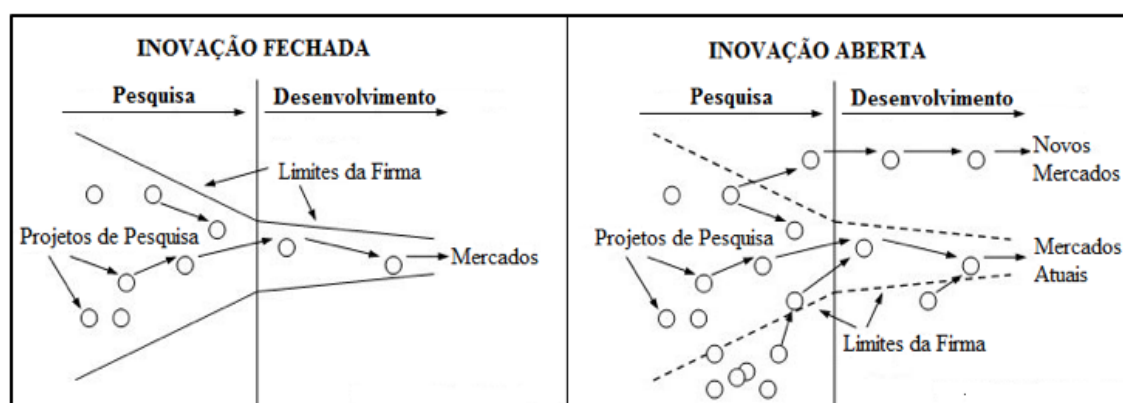 INOVAÇÃO FECHADA
Pesquisa
Desenvolvimento
Limites da Firma
Projetos de Pesquisa
Mercados
INOVAÇÃO ABERTA
Pesquisa
Desenvolvimento
Novos
Mercados
Projetos de Pesquisa
Mercados
Atuais
Limites da Firma